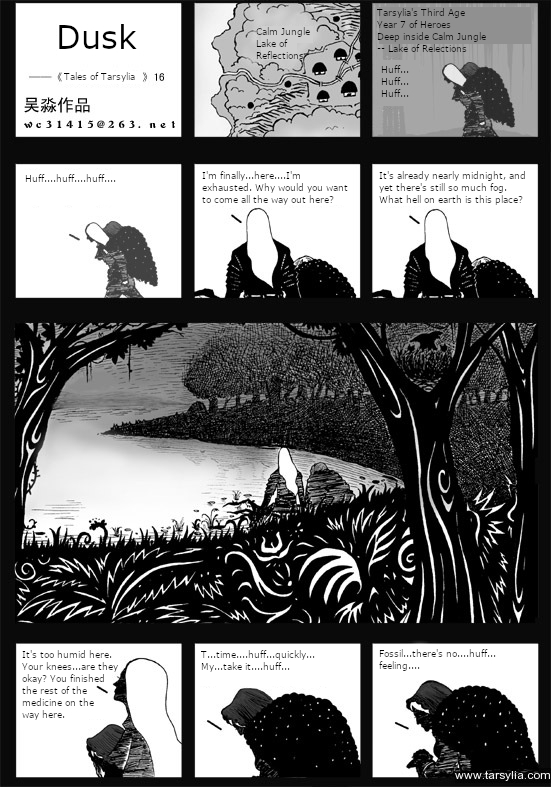 Dusk
——《Tales of Tarsylia 》 16
吴淼作品
wc31415@263.net
Calm Jungle
Lake of
Reflections
Tarsylia's Third Age
Year 7 of Heroes
Deep inside Calm Jungle
-- Lake of Relections
Huff...
Huff...
Huff...
Huff....huff....huff....
I'm finally...here....I'm
exhausted. Why would you want
to come all the way out here?
It's already nearly midnight, and
yet there's still so much fog.
What hell on earth is this place?
It's too humid here.
Your knees...are they
okay? You finished
the rest of the
medicine on the
way here.
T...time....huff...quickly...
My...take it....huff...
Fossil...there's no....huff...
feeling....
www.tarsylia.com